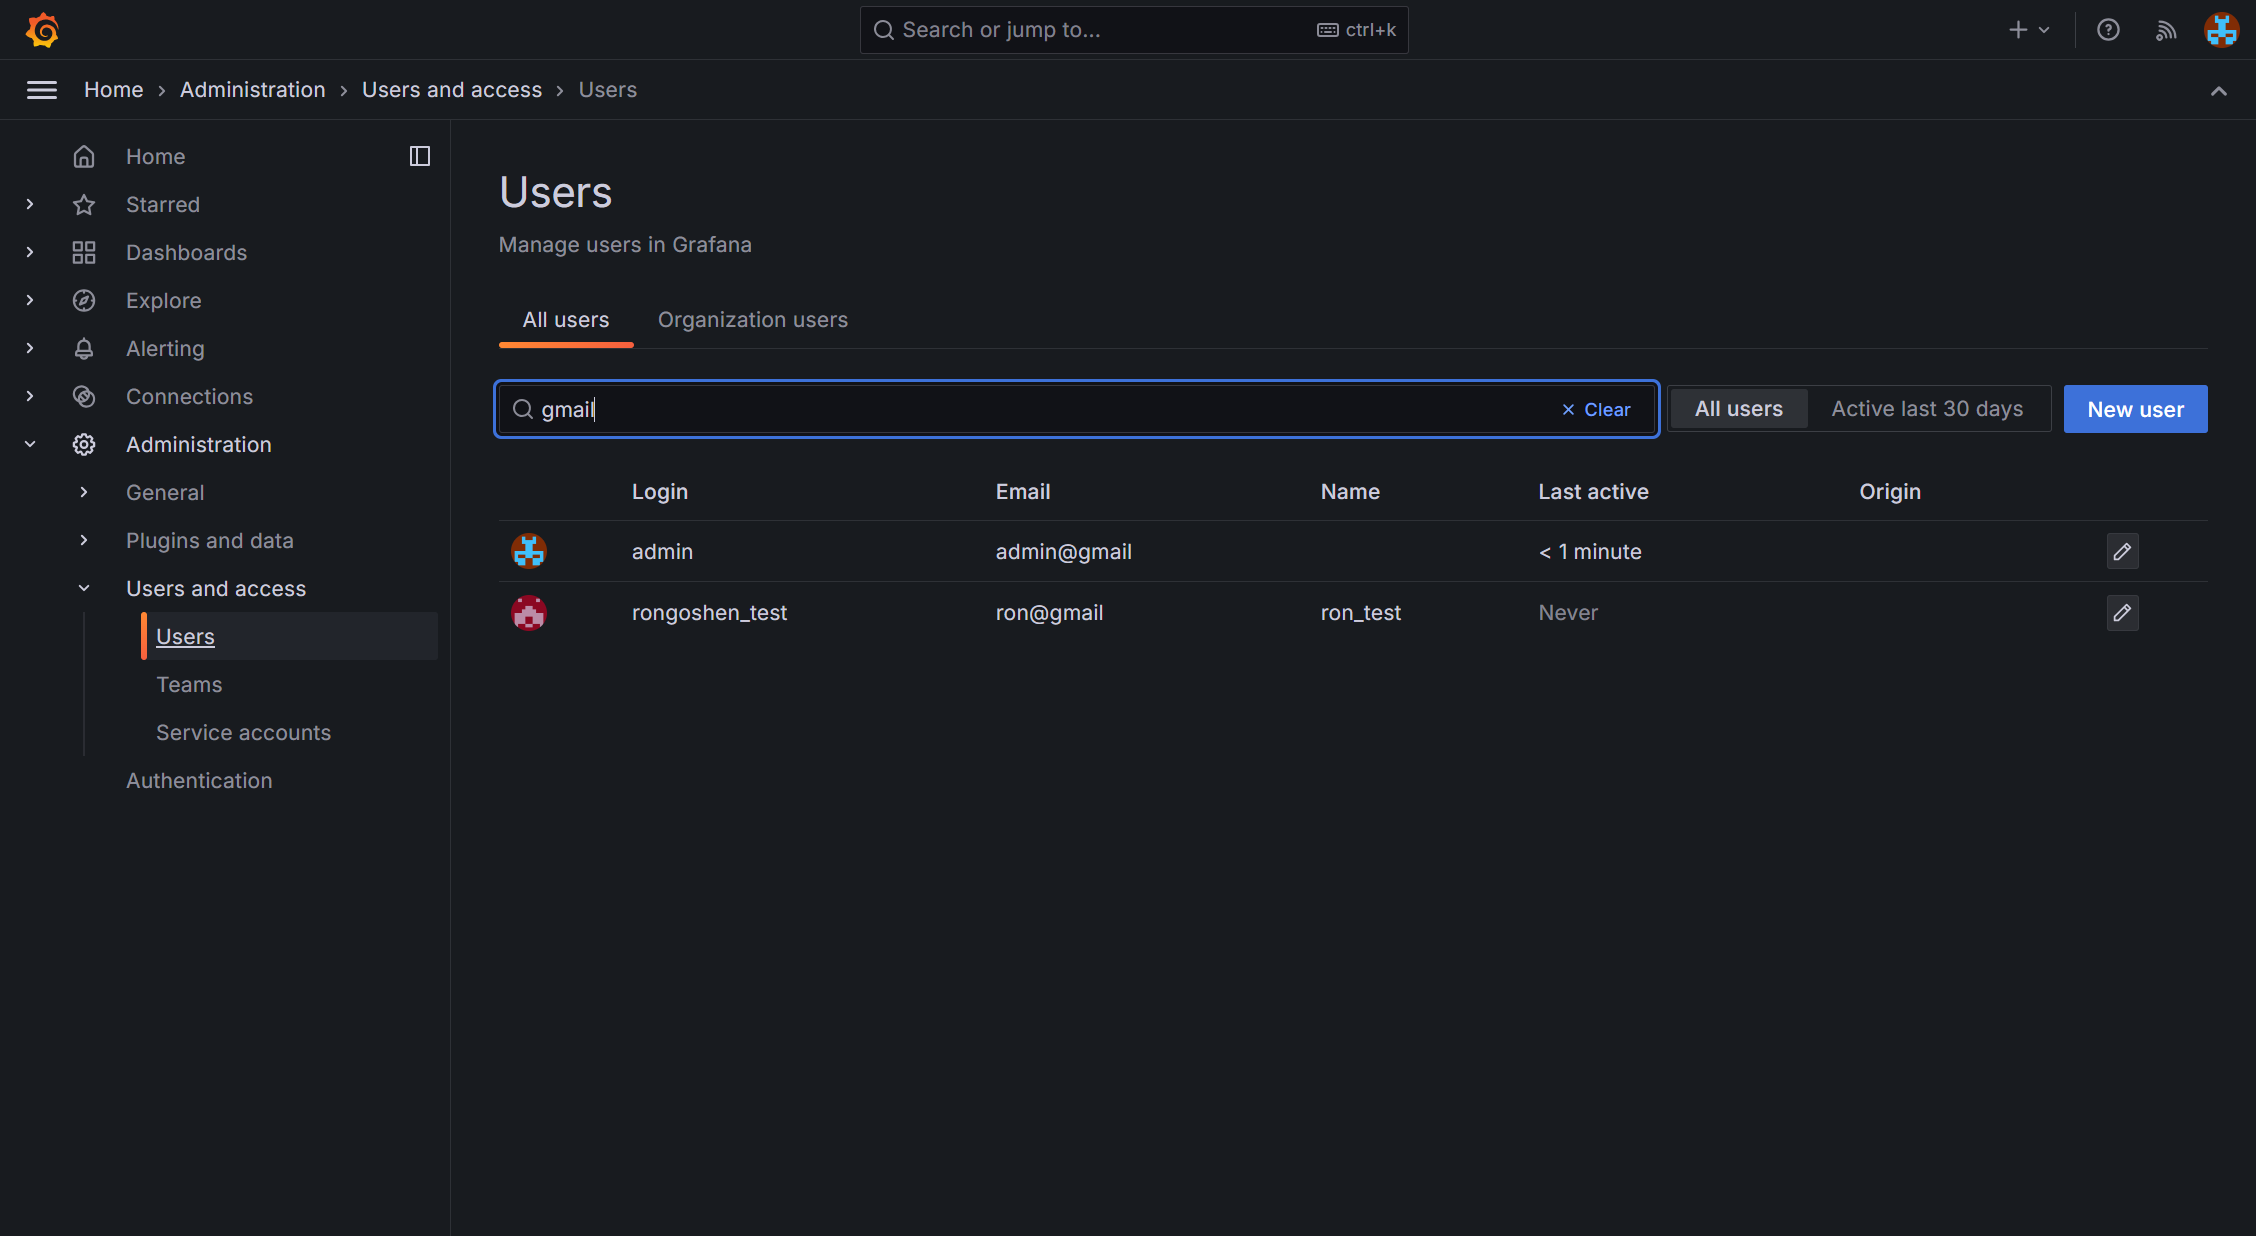 Search or jump to...
ctrl+k
Home
Administration
Users and access
Users
Home
Starred
Dashboards
Explore
Alerting
Connections
Administration
General
Plugins and data
Users and access
Users
Teams
Service accounts
Authentication
Users
Manage users in Grafana
All users
Organization users
gmail
Clear
All users
Active last 30 days
New user
Login Email Name Last active Origin
admin admin@gmail < 1 minute
rongoshen_test ron@gmail ron_test Never